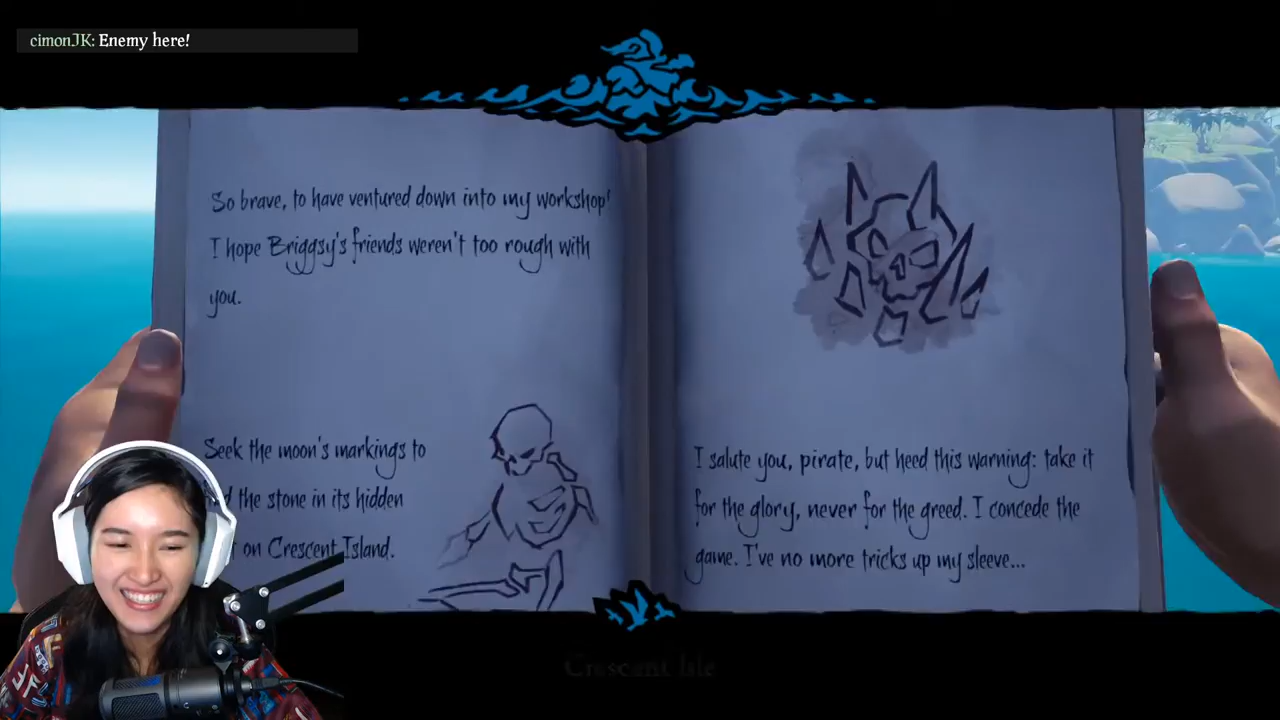 cimonJK: Enemy here!
So brave, to have ventured down into my workshop!
I hope Briggsy's friends weren't too rough with
you.
Seek the moon's markings to
the stone in its hidden
on Crescent Island.
I salute you, pirate, but heed this warning: take it
for the glory, never for the greed. I concede the
game. I've no more tricks up my sleeve...
Crescent Isle